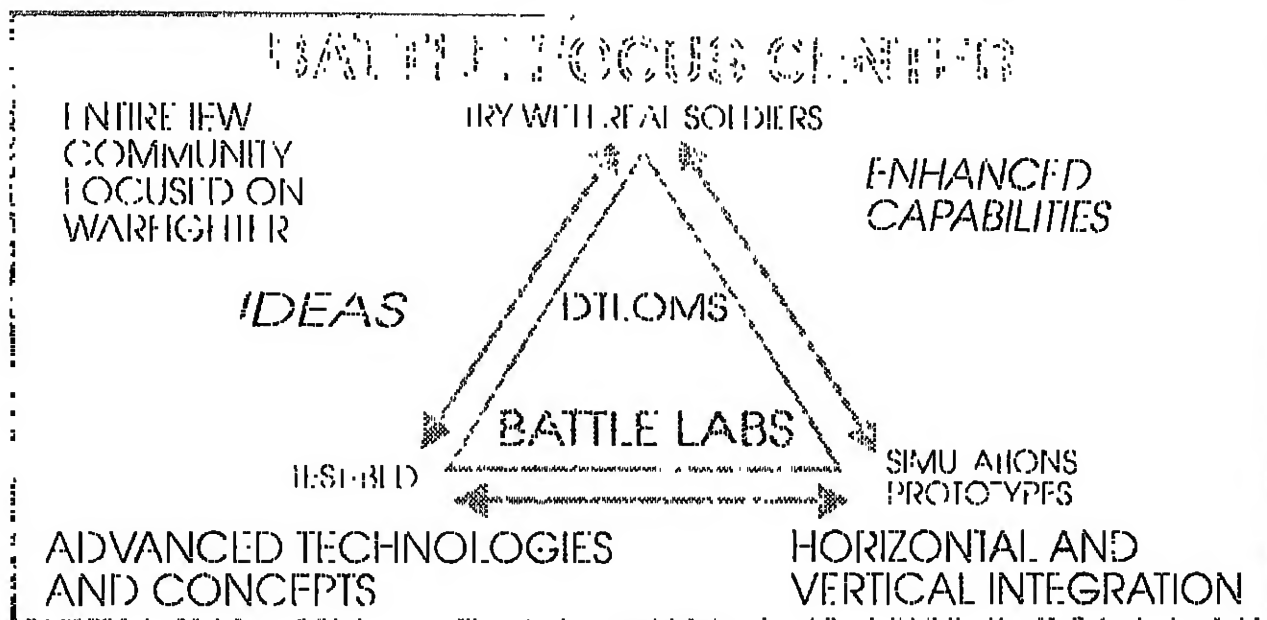 BATTLE FOCUS CENTER
ENTIRE IEW
COMMUNITY
FOCUSED ON
WARFIGHTER
TRY WITH REAL SOLDIERS
ENHANCED
CAPABILITIES
IDEAS
DTLOMS
BATTLE LABS
TEST-BED
SIMULATIONS
PROTOTYPES
ADVANCED TECHNOLOGIES
AND CONCEPTS
HORIZONTAL AND
VERTICAL INTEGRATION